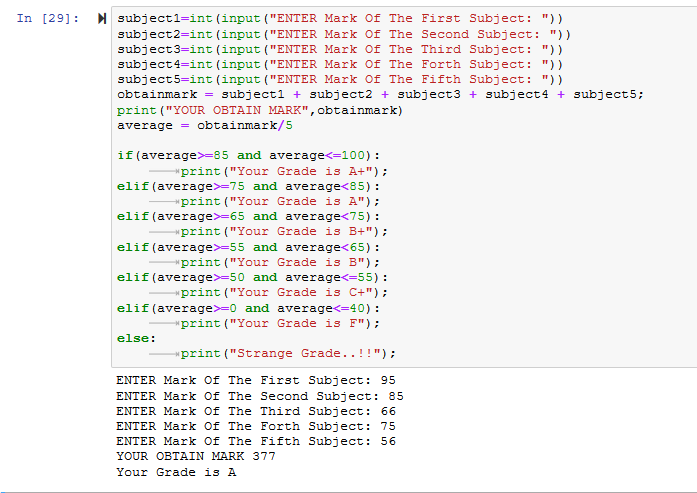 In [29]:
subject1=int(input("ENTER Mark Of The First Subject: "))
subject2=int(input("ENTER Mark Of The Second Subject: "))
subject3=int(input("ENTER Mark Of The Third Subject: "))
subject4=int(input("ENTER Mark Of The Forth Subject: "))
subject5=int(input("ENTER Mark Of The Fifth Subject: "))
obtainmark = subject1 + subject2 + subject3 + subject4 + subject5;
print("YOUR OBTAIN MARK",obtainmark)
average = obtainmark/5
if(average>=85 and average<=100):
print("Your Grade is A+");
elif(average>=75 and average<85):
print("Your Grade is A");
elif(average>=65 and average<75):
print("Your Grade is B+");
elif(average>=55 and average<65):
print("Your Grade is B");
elif(average>=50 and average<=55):
print("Your Grade is C+");
elif(average>=0 and average<=40):
print("Your Grade is F");
else:
print("Strange Grade..!!");
ENTER Mark Of The First Subject: 95
ENTER Mark Of The Second Subject: 85
ENTER Mark Of The Third Subject: 66
ENTER Mark Of The Forth Subject: 75
ENTER Mark Of The Fifth Subject: 56
YOUR OBTAIN MARK 377
Your Grade is A